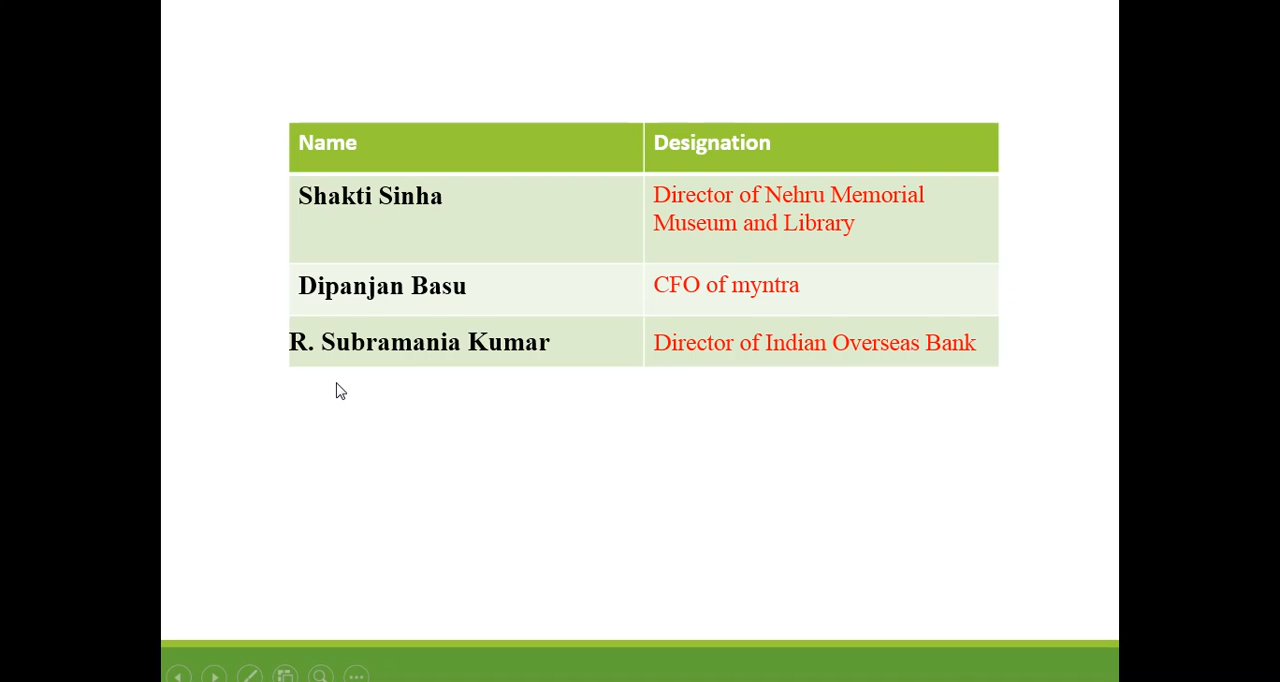 Name
Designation
Shakti Sinha
Director of Nehru Memorial
Museum and Library
Dipanjan Basu
CFO of myntra
R. Subramania Kumar
Director of Indian Overseas Bank